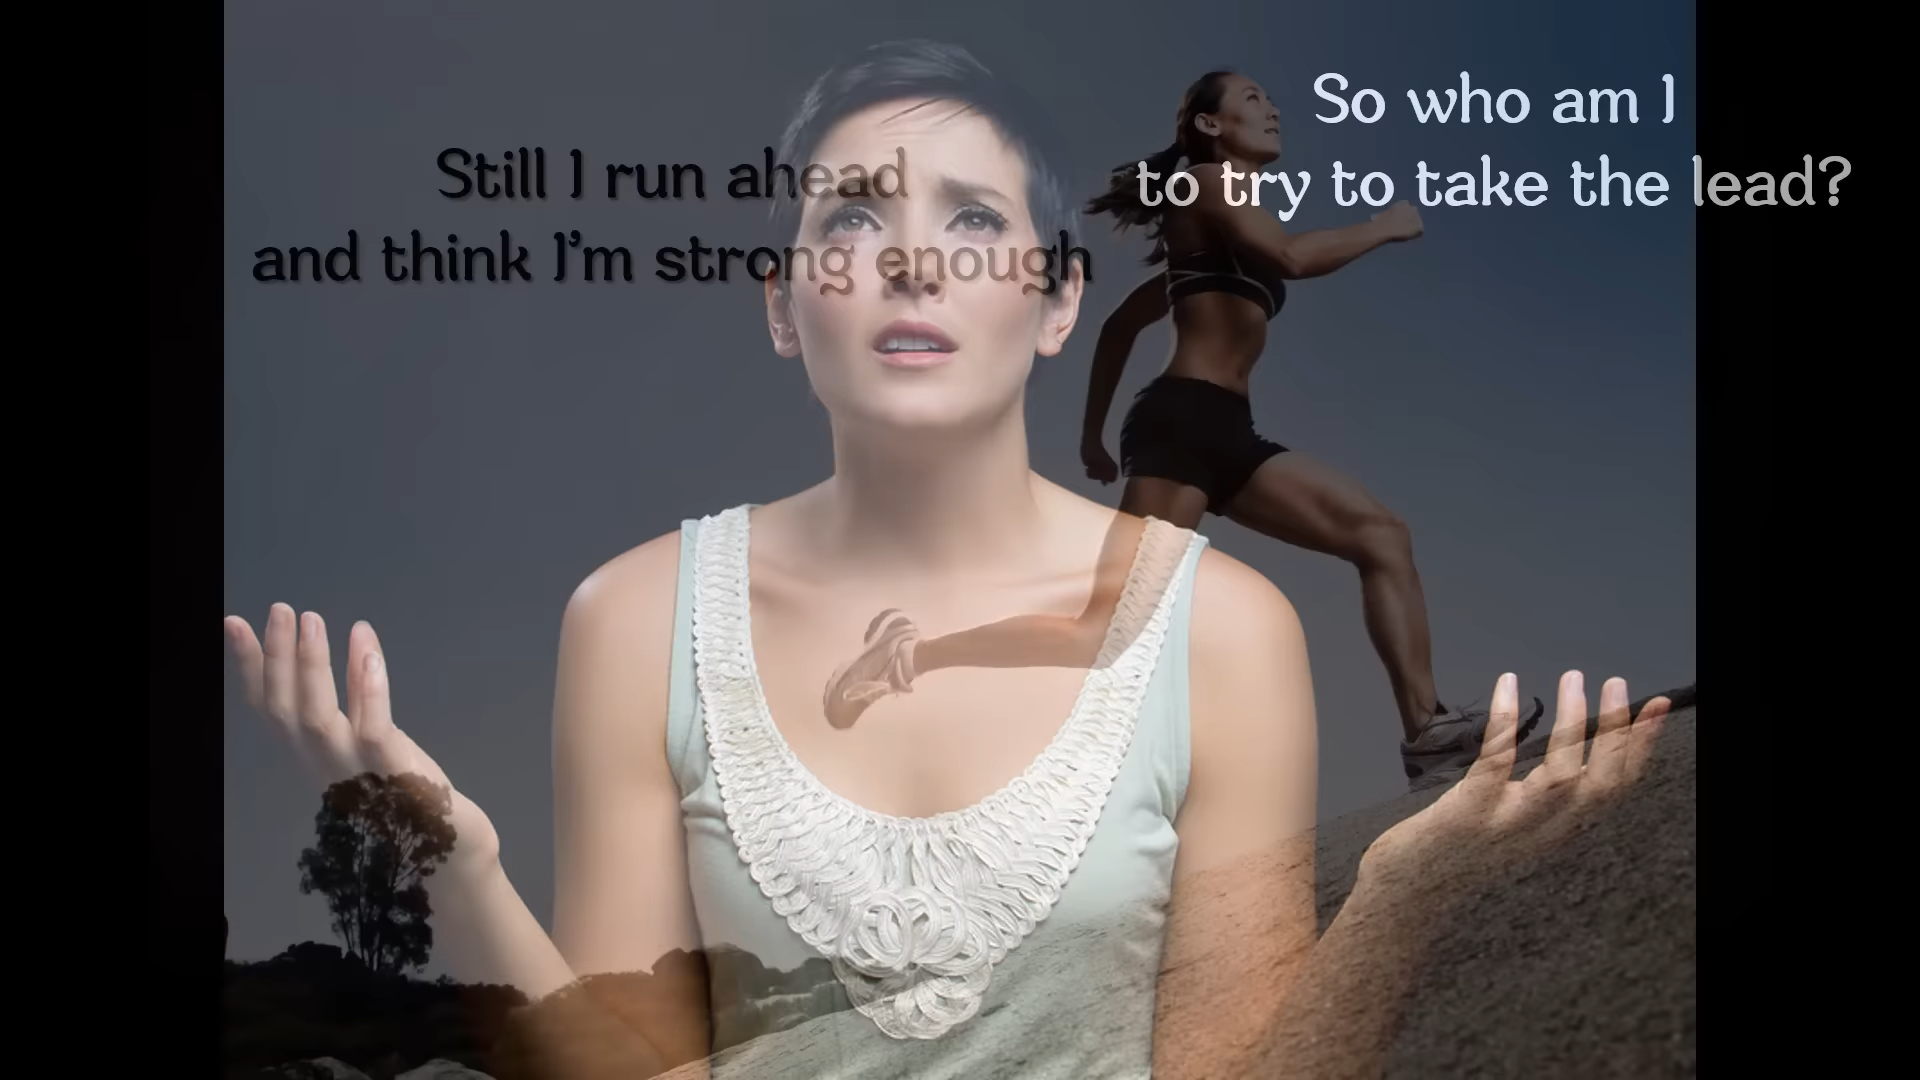 Still I run ahead
and think I'm strong enough
So who am I
to try to take the lead?